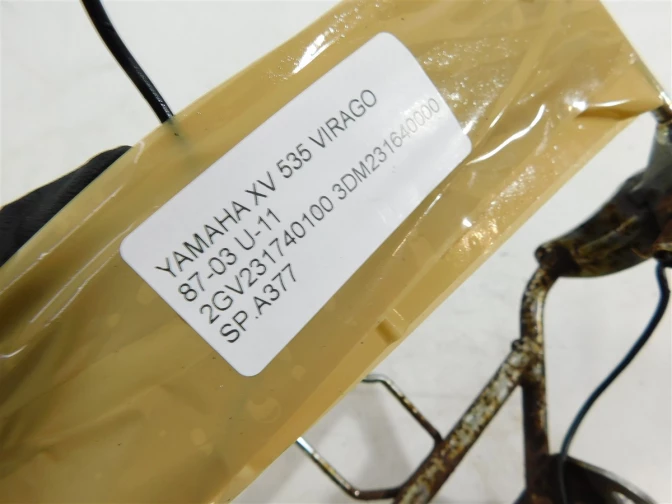 YAMAHA XV 535 VIRAGO
87-03 U-11
2GV231740100 3DM231640000
SP.A377